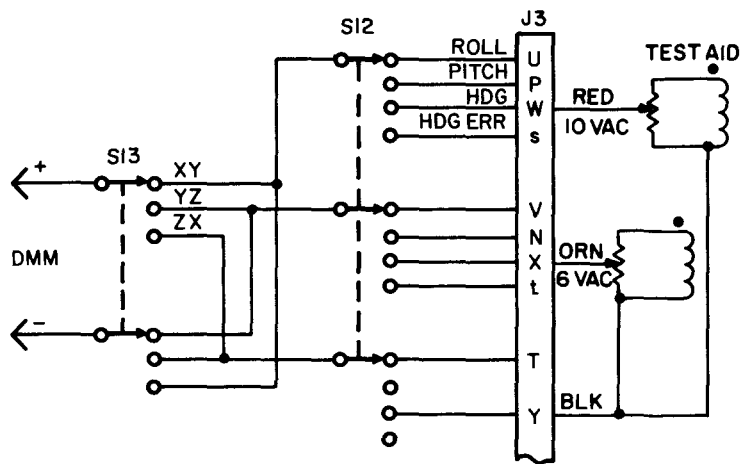 J3
S12
ROLL
U
TEST AID
PITCH
P
HDG
W
RED
10 VAC
HDG ERR
s
S13
+
XY
YZ
V
ZX
N
DMM
X
ORN
6 VAC
t
−
T
Y
BLK